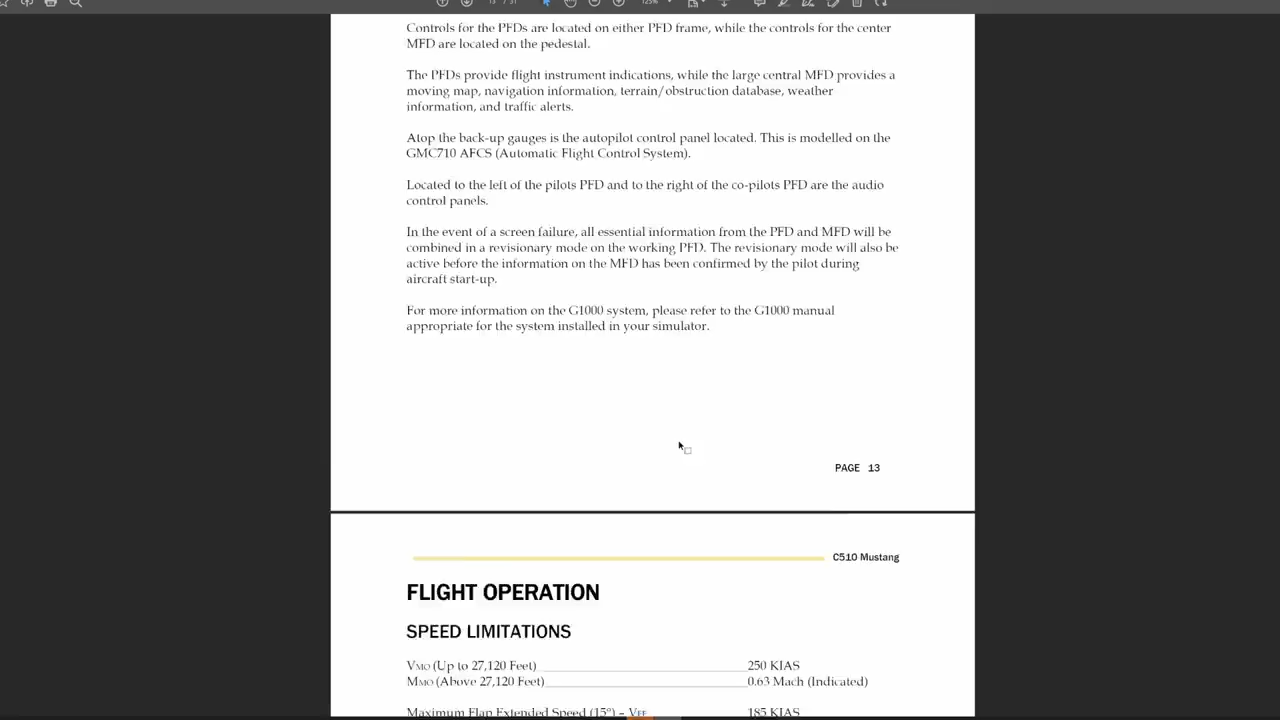 13 / 31
125%
Controls for the PFDs are located on either PFD frame, while the controls for the center
MFD are located on the pedestal.
The PFDs provide flight instrument indications, while the large central MFD provides a
moving map, navigation information, terrain/obstruction database, weather
information, and traffic alerts.
Atop the back-up gauges is the autopilot control panel located. This is modelled on the
GMC710 AFCS (Automatic Flight Control System).
Located to the left of the pilots PFD and to the right of the co-pilots PFD are the audio
control panels.
In the event of a screen failure, all essential information from the PFD and MFD will be
combined in a revisionary mode on the working PFD. The revisionary mode will also be
active before the information on the MFD has been confirmed by the pilot during
aircraft start-up.
For more information on the G1000 system, please refer to the G1000 manual
appropriate for the system installed in your simulator.
PAGE 13
C510 Mustang
FLIGHT OPERATION
SPEED LIMITATIONS
VMO (Up to 27,120 Feet) 250 KIAS
MMO (Above 27,120 Feet) 0.63 Mach (Indicated)
Maximum Flap Extended Speed (15°) – VFE 185 KIAS